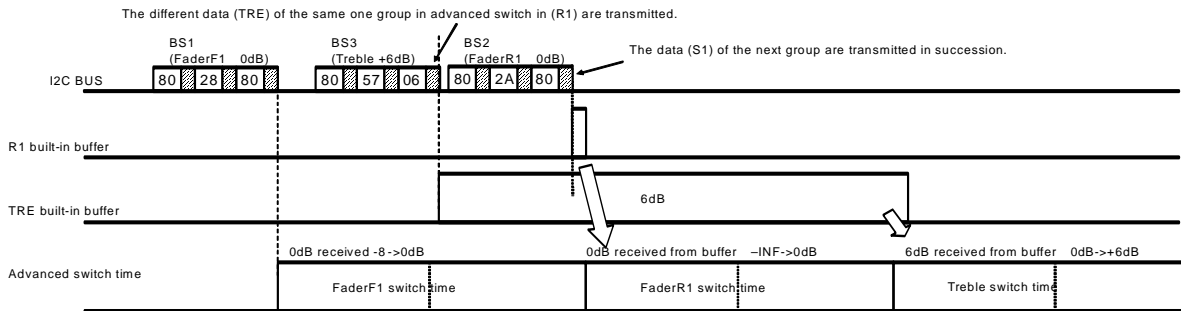 The different data (TRE) of the same one group in advanced switch in (R1) are transmitted.
BS1
(FaderF1 0dB)
BS3
(Treble +6dB)
BS2
(FaderR1 0dB)
The data (S1) of the next group are transmitted in succession.
I2C BUS
80 28 80 80 57 06 80 2A 80
R1 built-in buffer
TRE built-in buffer
6dB
0dB received -8->0dB
0dB received from buffer –INF->0dB
6dB received from buffer 0dB->+6dB
Advanced switch time
FaderF1 switch time
FaderR1 switch time
Treble switch time